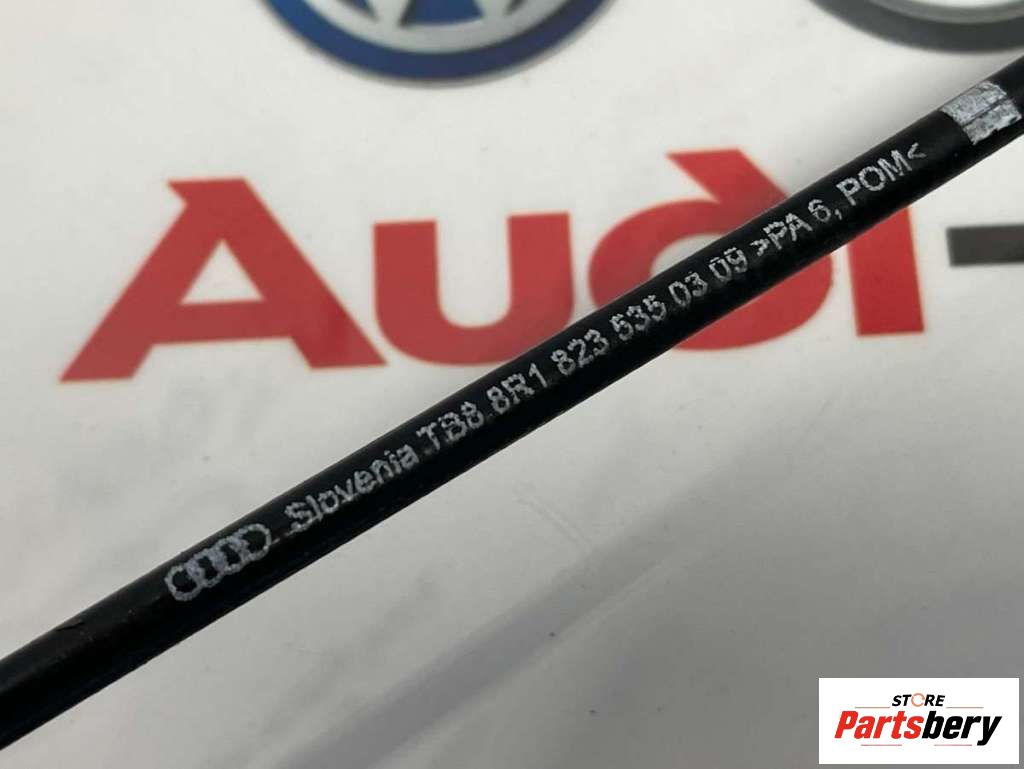 Audi
Slovenia TB8 8R1 823 535 03 09 >PA 6, POM<
STORE
Partsbery